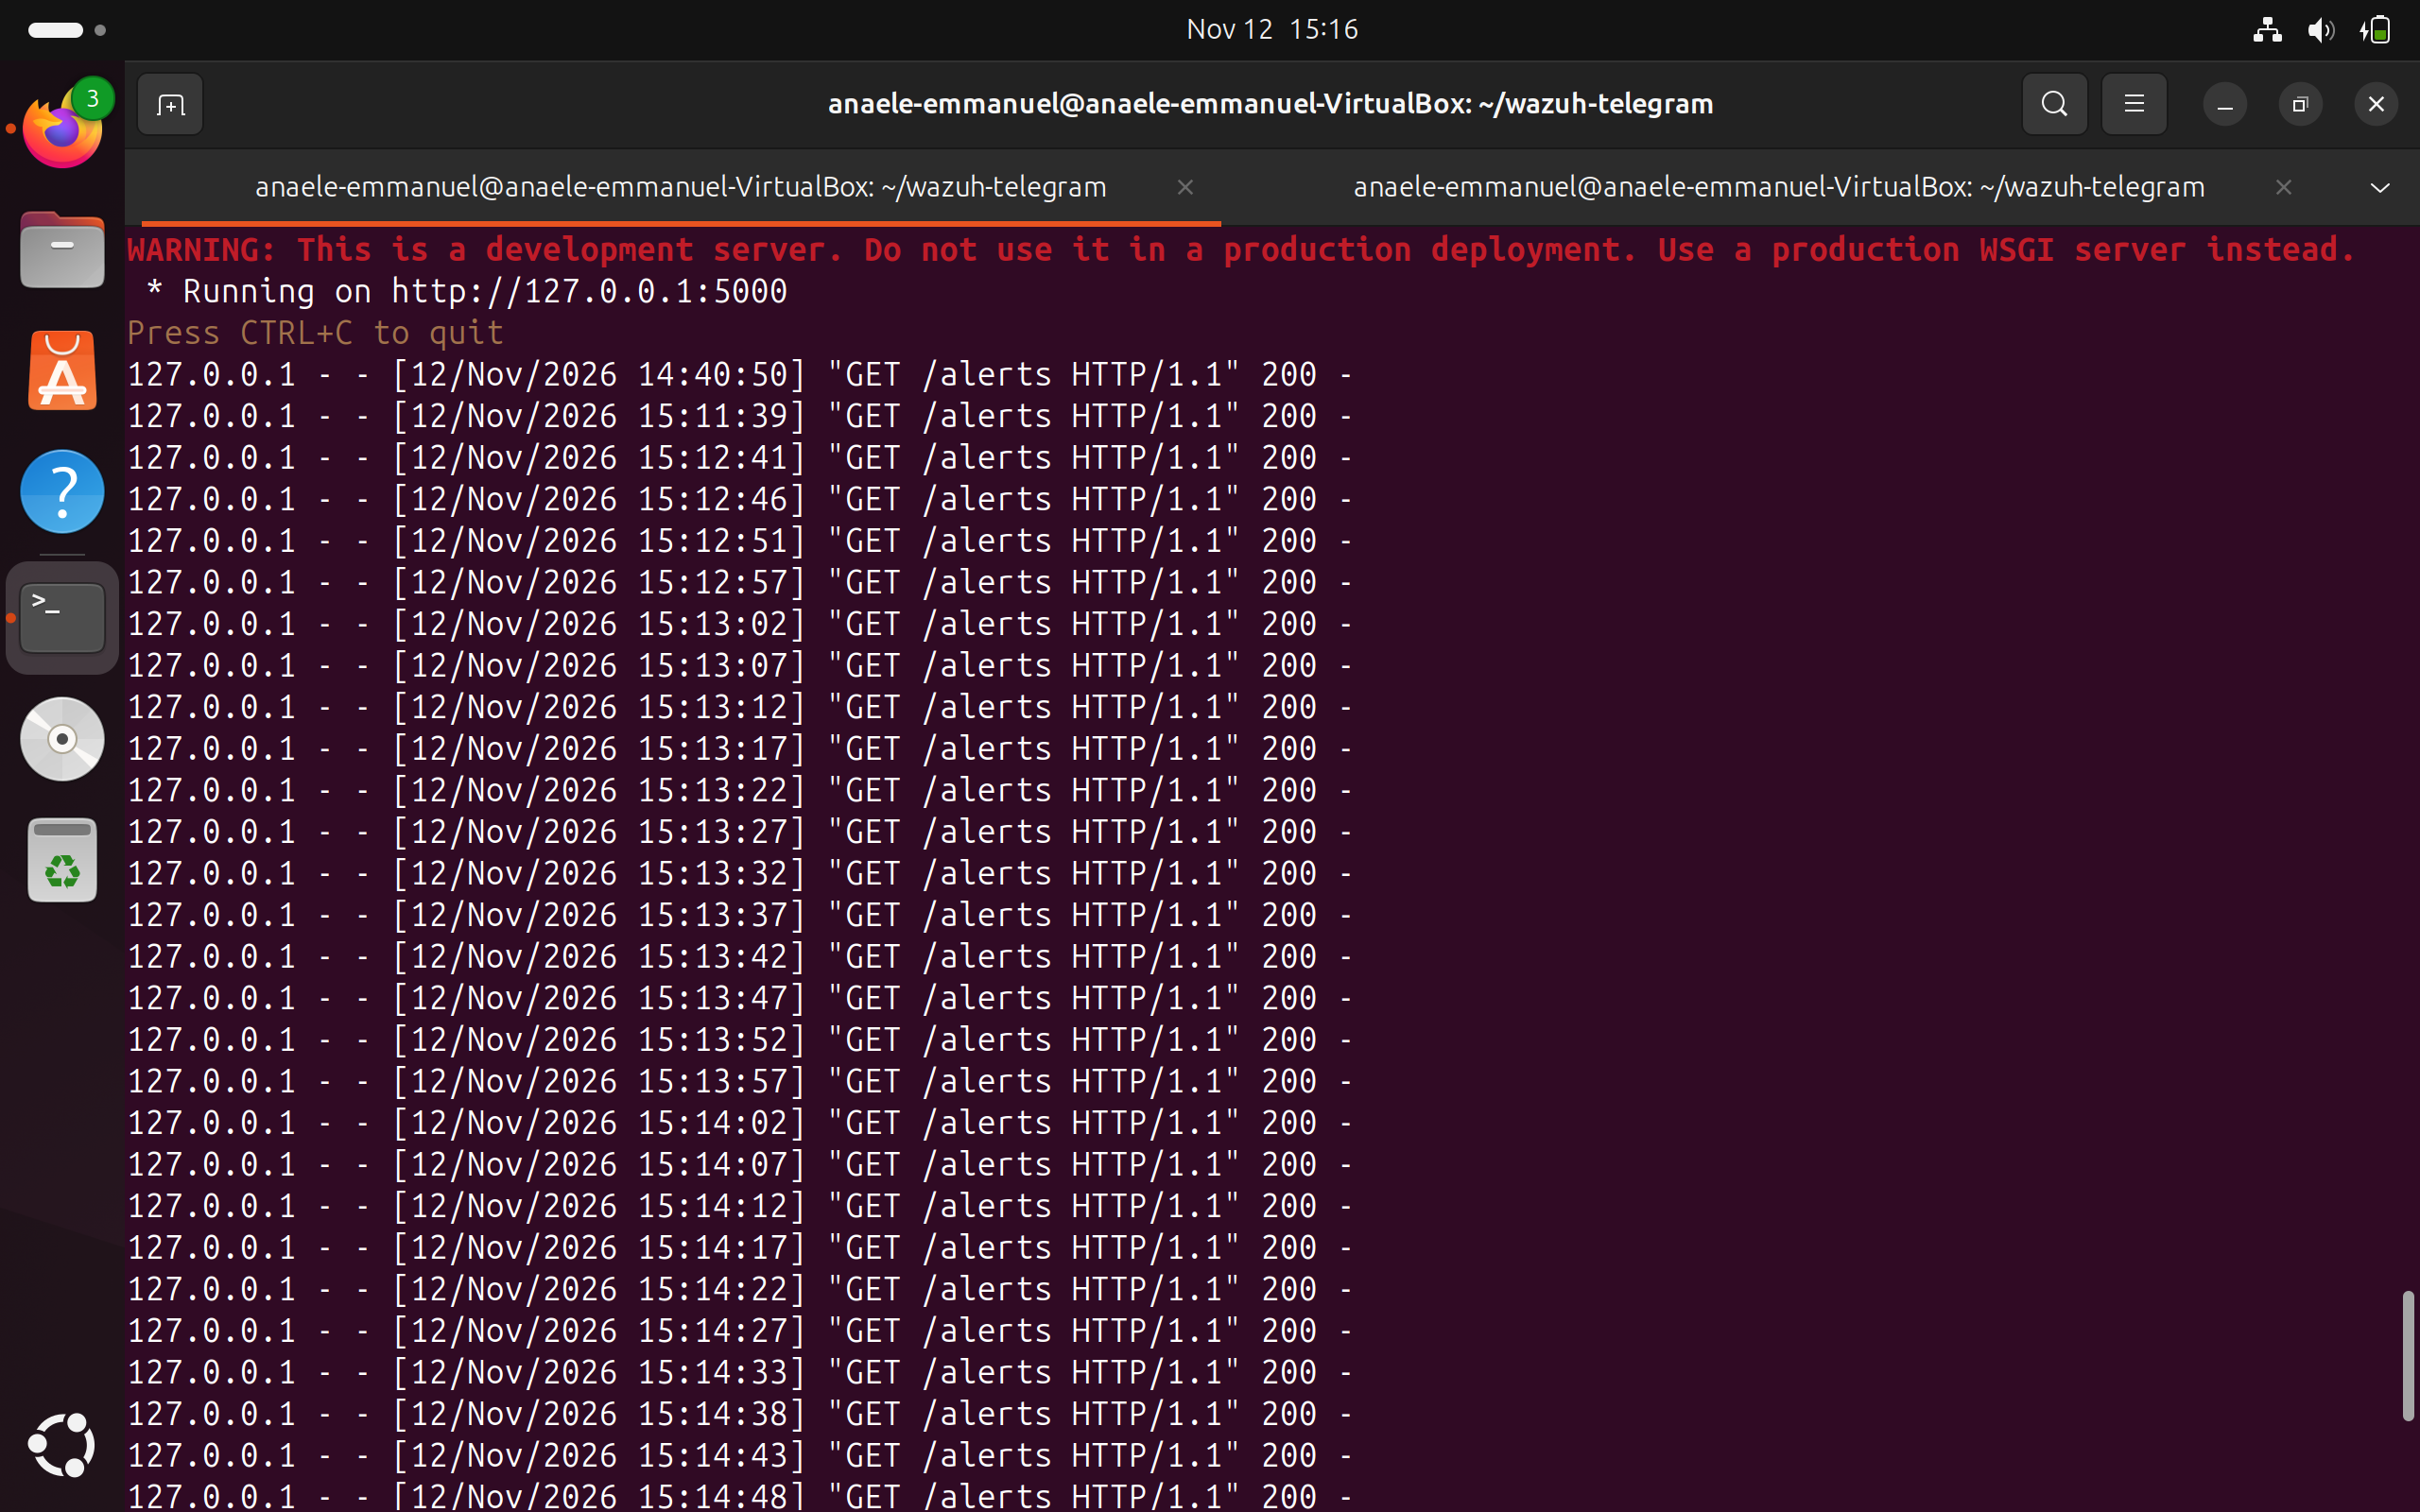 Nov 12 15:16
3
anaele-emmanuel@anaele-emmanuel-VirtualBox: ~/wazuh-telegram
anaele-emmanuel@anaele-emmanuel-VirtualBox: ~/wazuh-telegram
anaele-emmanuel@anaele-emmanuel-VirtualBox: ~/wazuh-telegram
WARNING: This is a development server. Do not use it in a production deployment. Use a production WSGI server instead.
 * Running on http://127.0.0.1:5000
Press CTRL+C to quit
127.0.0.1 - - [12/Nov/2026 14:40:50] "GET /alerts HTTP/1.1" 200 -
127.0.0.1 - - [12/Nov/2026 15:11:39] "GET /alerts HTTP/1.1" 200 -
127.0.0.1 - - [12/Nov/2026 15:12:41] "GET /alerts HTTP/1.1" 200 -
127.0.0.1 - - [12/Nov/2026 15:12:46] "GET /alerts HTTP/1.1" 200 -
127.0.0.1 - - [12/Nov/2026 15:12:51] "GET /alerts HTTP/1.1" 200 -
127.0.0.1 - - [12/Nov/2026 15:12:57] "GET /alerts HTTP/1.1" 200 -
127.0.0.1 - - [12/Nov/2026 15:13:02] "GET /alerts HTTP/1.1" 200 -
127.0.0.1 - - [12/Nov/2026 15:13:07] "GET /alerts HTTP/1.1" 200 -
127.0.0.1 - - [12/Nov/2026 15:13:12] "GET /alerts HTTP/1.1" 200 -
127.0.0.1 - - [12/Nov/2026 15:13:17] "GET /alerts HTTP/1.1" 200 -
127.0.0.1 - - [12/Nov/2026 15:13:22] "GET /alerts HTTP/1.1" 200 -
127.0.0.1 - - [12/Nov/2026 15:13:27] "GET /alerts HTTP/1.1" 200 -
127.0.0.1 - - [12/Nov/2026 15:13:32] "GET /alerts HTTP/1.1" 200 -
127.0.0.1 - - [12/Nov/2026 15:13:37] "GET /alerts HTTP/1.1" 200 -
127.0.0.1 - - [12/Nov/2026 15:13:42] "GET /alerts HTTP/1.1" 200 -
127.0.0.1 - - [12/Nov/2026 15:13:47] "GET /alerts HTTP/1.1" 200 -
127.0.0.1 - - [12/Nov/2026 15:13:52] "GET /alerts HTTP/1.1" 200 -
127.0.0.1 - - [12/Nov/2026 15:13:57] "GET /alerts HTTP/1.1" 200 -
127.0.0.1 - - [12/Nov/2026 15:14:02] "GET /alerts HTTP/1.1" 200 -
127.0.0.1 - - [12/Nov/2026 15:14:07] "GET /alerts HTTP/1.1" 200 -
127.0.0.1 - - [12/Nov/2026 15:14:12] "GET /alerts HTTP/1.1" 200 -
127.0.0.1 - - [12/Nov/2026 15:14:17] "GET /alerts HTTP/1.1" 200 -
127.0.0.1 - - [12/Nov/2026 15:14:22] "GET /alerts HTTP/1.1" 200 -
127.0.0.1 - - [12/Nov/2026 15:14:27] "GET /alerts HTTP/1.1" 200 -
127.0.0.1 - - [12/Nov/2026 15:14:33] "GET /alerts HTTP/1.1" 200 -
127.0.0.1 - - [12/Nov/2026 15:14:38] "GET /alerts HTTP/1.1" 200 -
127.0.0.1 - - [12/Nov/2026 15:14:43] "GET /alerts HTTP/1.1" 200 -
127.0.0.1 - - [12/Nov/2026 15:14:48] "GET /alerts HTTP/1.1" 200 -